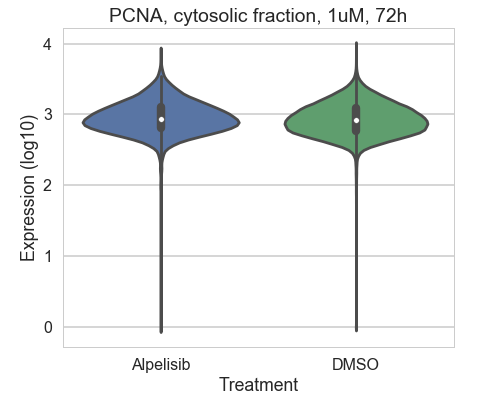 PCNA, cytosolic fraction, 1uM, 72h
4
3
2
1
0
Expression (log10)
Alpelisib
DMSO
Treatment